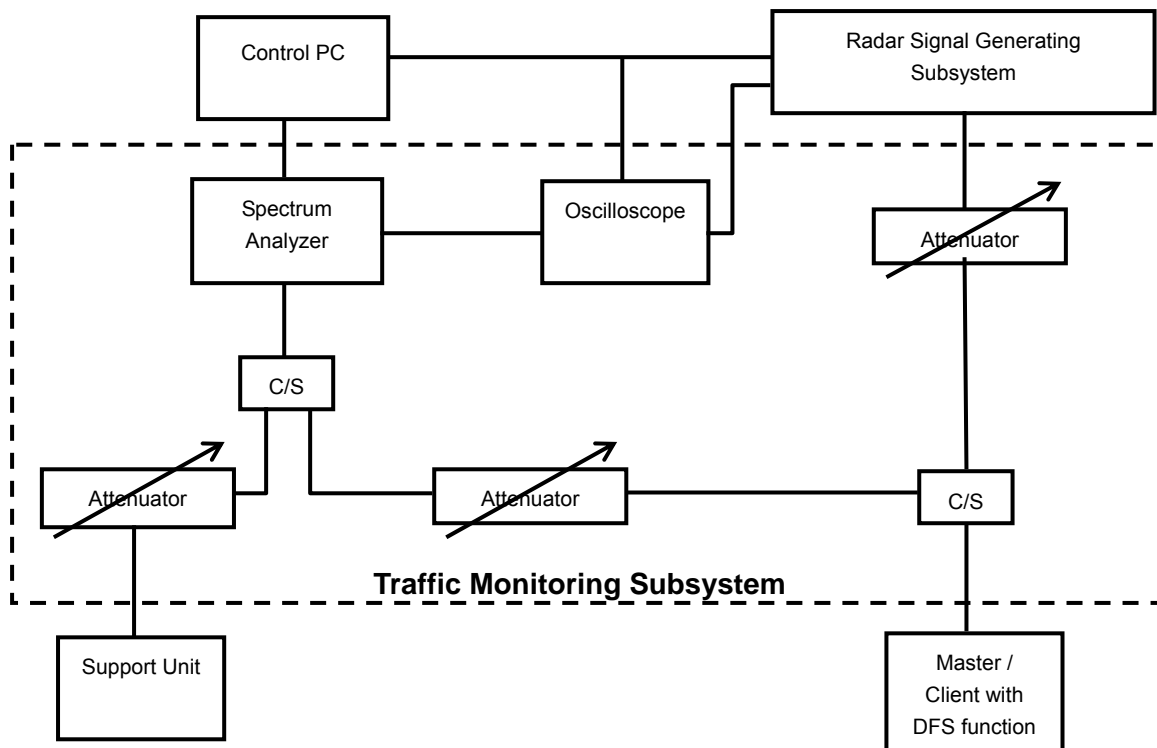 Control PC
Radar Signal Generating
Subsystem
Spectrum
Analyzer
Oscilloscope
Attenuator
C/S
Attenuator
Attenuator
C/S
Traffic Monitoring Subsystem
Support Unit
Master /
Client with
DFS function